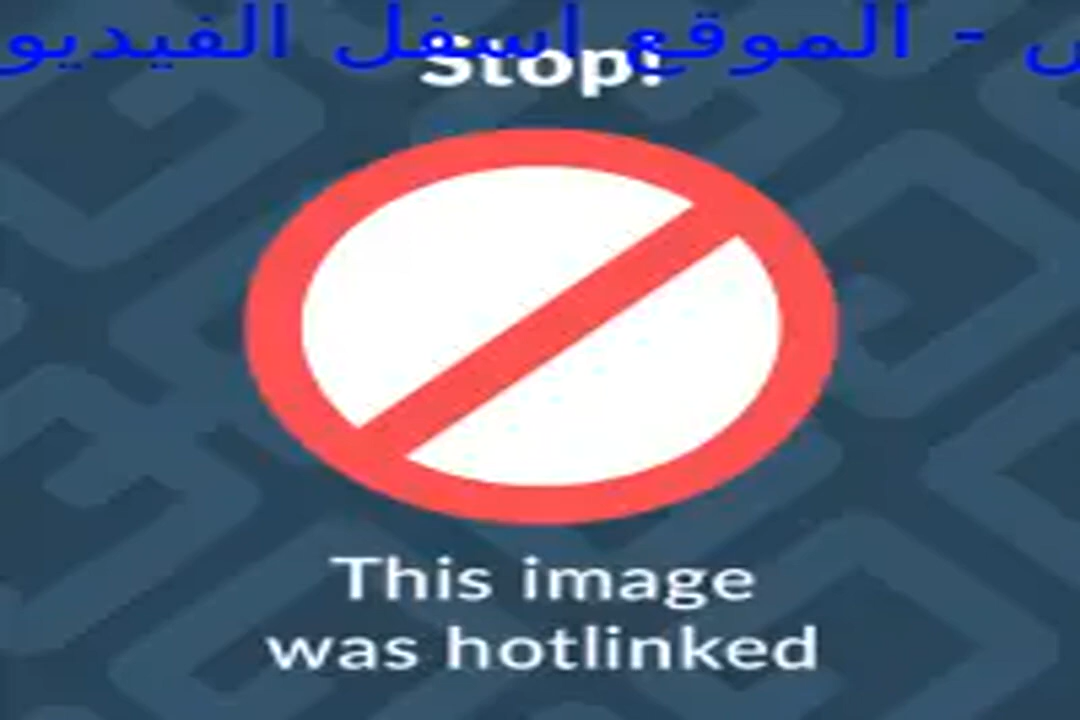 س - الموقع اسفل الفيديو
Stop!
This image
was hotlinked